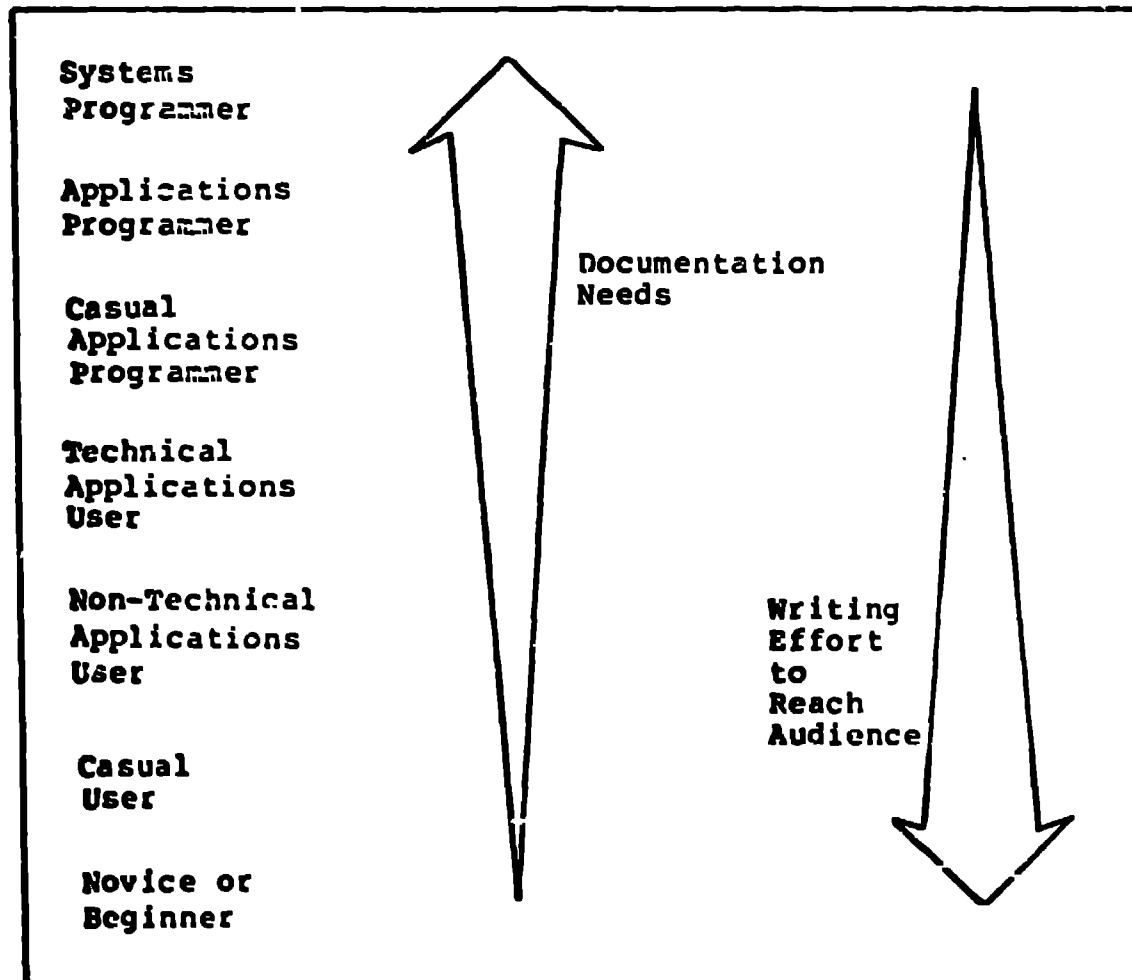 Systems
Programmer
Applications
Programmer
Casual
Applications
Programmer
Technical
Applications
User
Non-Technical
Applications
User
Casual
User
Novice or
Beginner
Documentation
Needs
Writing
Effort
to
Reach
Audience